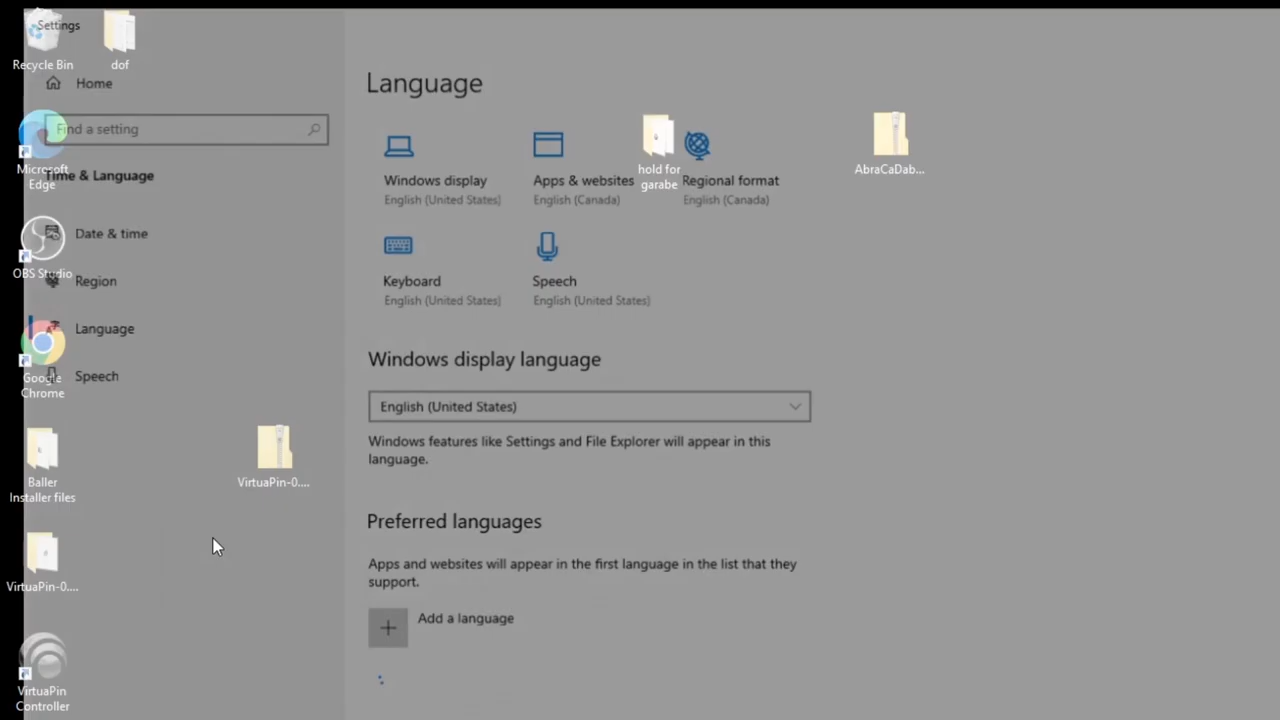 Settings
Recycle Bin
dof
Home
Language
Find a setting
Microsoft
Edge
Time & Language
Windows display
English (United States)
Apps & websites
English (Canada)
hold for
garabe
Regional format
English (Canada)
AbraCaDab...
Date & time
OBS Studio
Region
Keyboard
English (United States)
Speech
English (United States)
Language
Google
Chrome
Speech
Windows display language
English (United States)
Windows features like Settings and File Explorer will appear in this
language.
Baller
Installer files
VirtuaPin-0....
Preferred languages
Apps and websites will appear in the first language in the list that they
support.
VirtuaPin-0....
Add a language
VirtuaPin
Controller